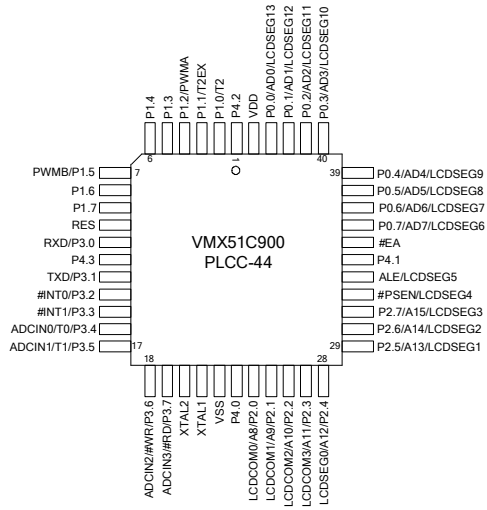 P1.4
P1.3
P1.2/PWMA
P1.1/T2EX
P1.0/T2
P4.2
VDD
P0.0/AD0/LCDSEG13
P0.1/AD1/LCDSEG12
P0.2/AD2/LCDSEG11
P0.3/AD3/LCDSEG10
6
1
40
7
39
17
29
18
28
PWMB/P1.5
P1.6
P1.7
RES
RXD/P3.0
P4.3
TXD/P3.1
#INT0/P3.2
#INT1/P3.3
ADCIN0/T0/P3.4
ADCIN1/T1/P3.5
VMX51C900
PLCC-44
P0.4/AD4/LCDSEG9
P0.5/AD5/LCDSEG8
P0.6/AD6/LCDSEG7
P0.7/AD7/LCDSEG6
#EA
P4.1
ALE/LCDSEG5
#PSEN/LCDSEG4
P2.7/A15/LCDSEG3
P2.6/A14/LCDSEG2
P2.5/A13/LCDSEG1
ADCIN2/#WR/P3.6
ADCIN3/#RD/P3.7
XTAL2
XTAL1
VSS
P4.0
LCDCOM0/A8/P2.0
LCDCOM1/A9/P2.1
LCDCOM2/A10/P2.2
LCDCOM3/A11/P2.3
LCDSEG0/A12/P2.4